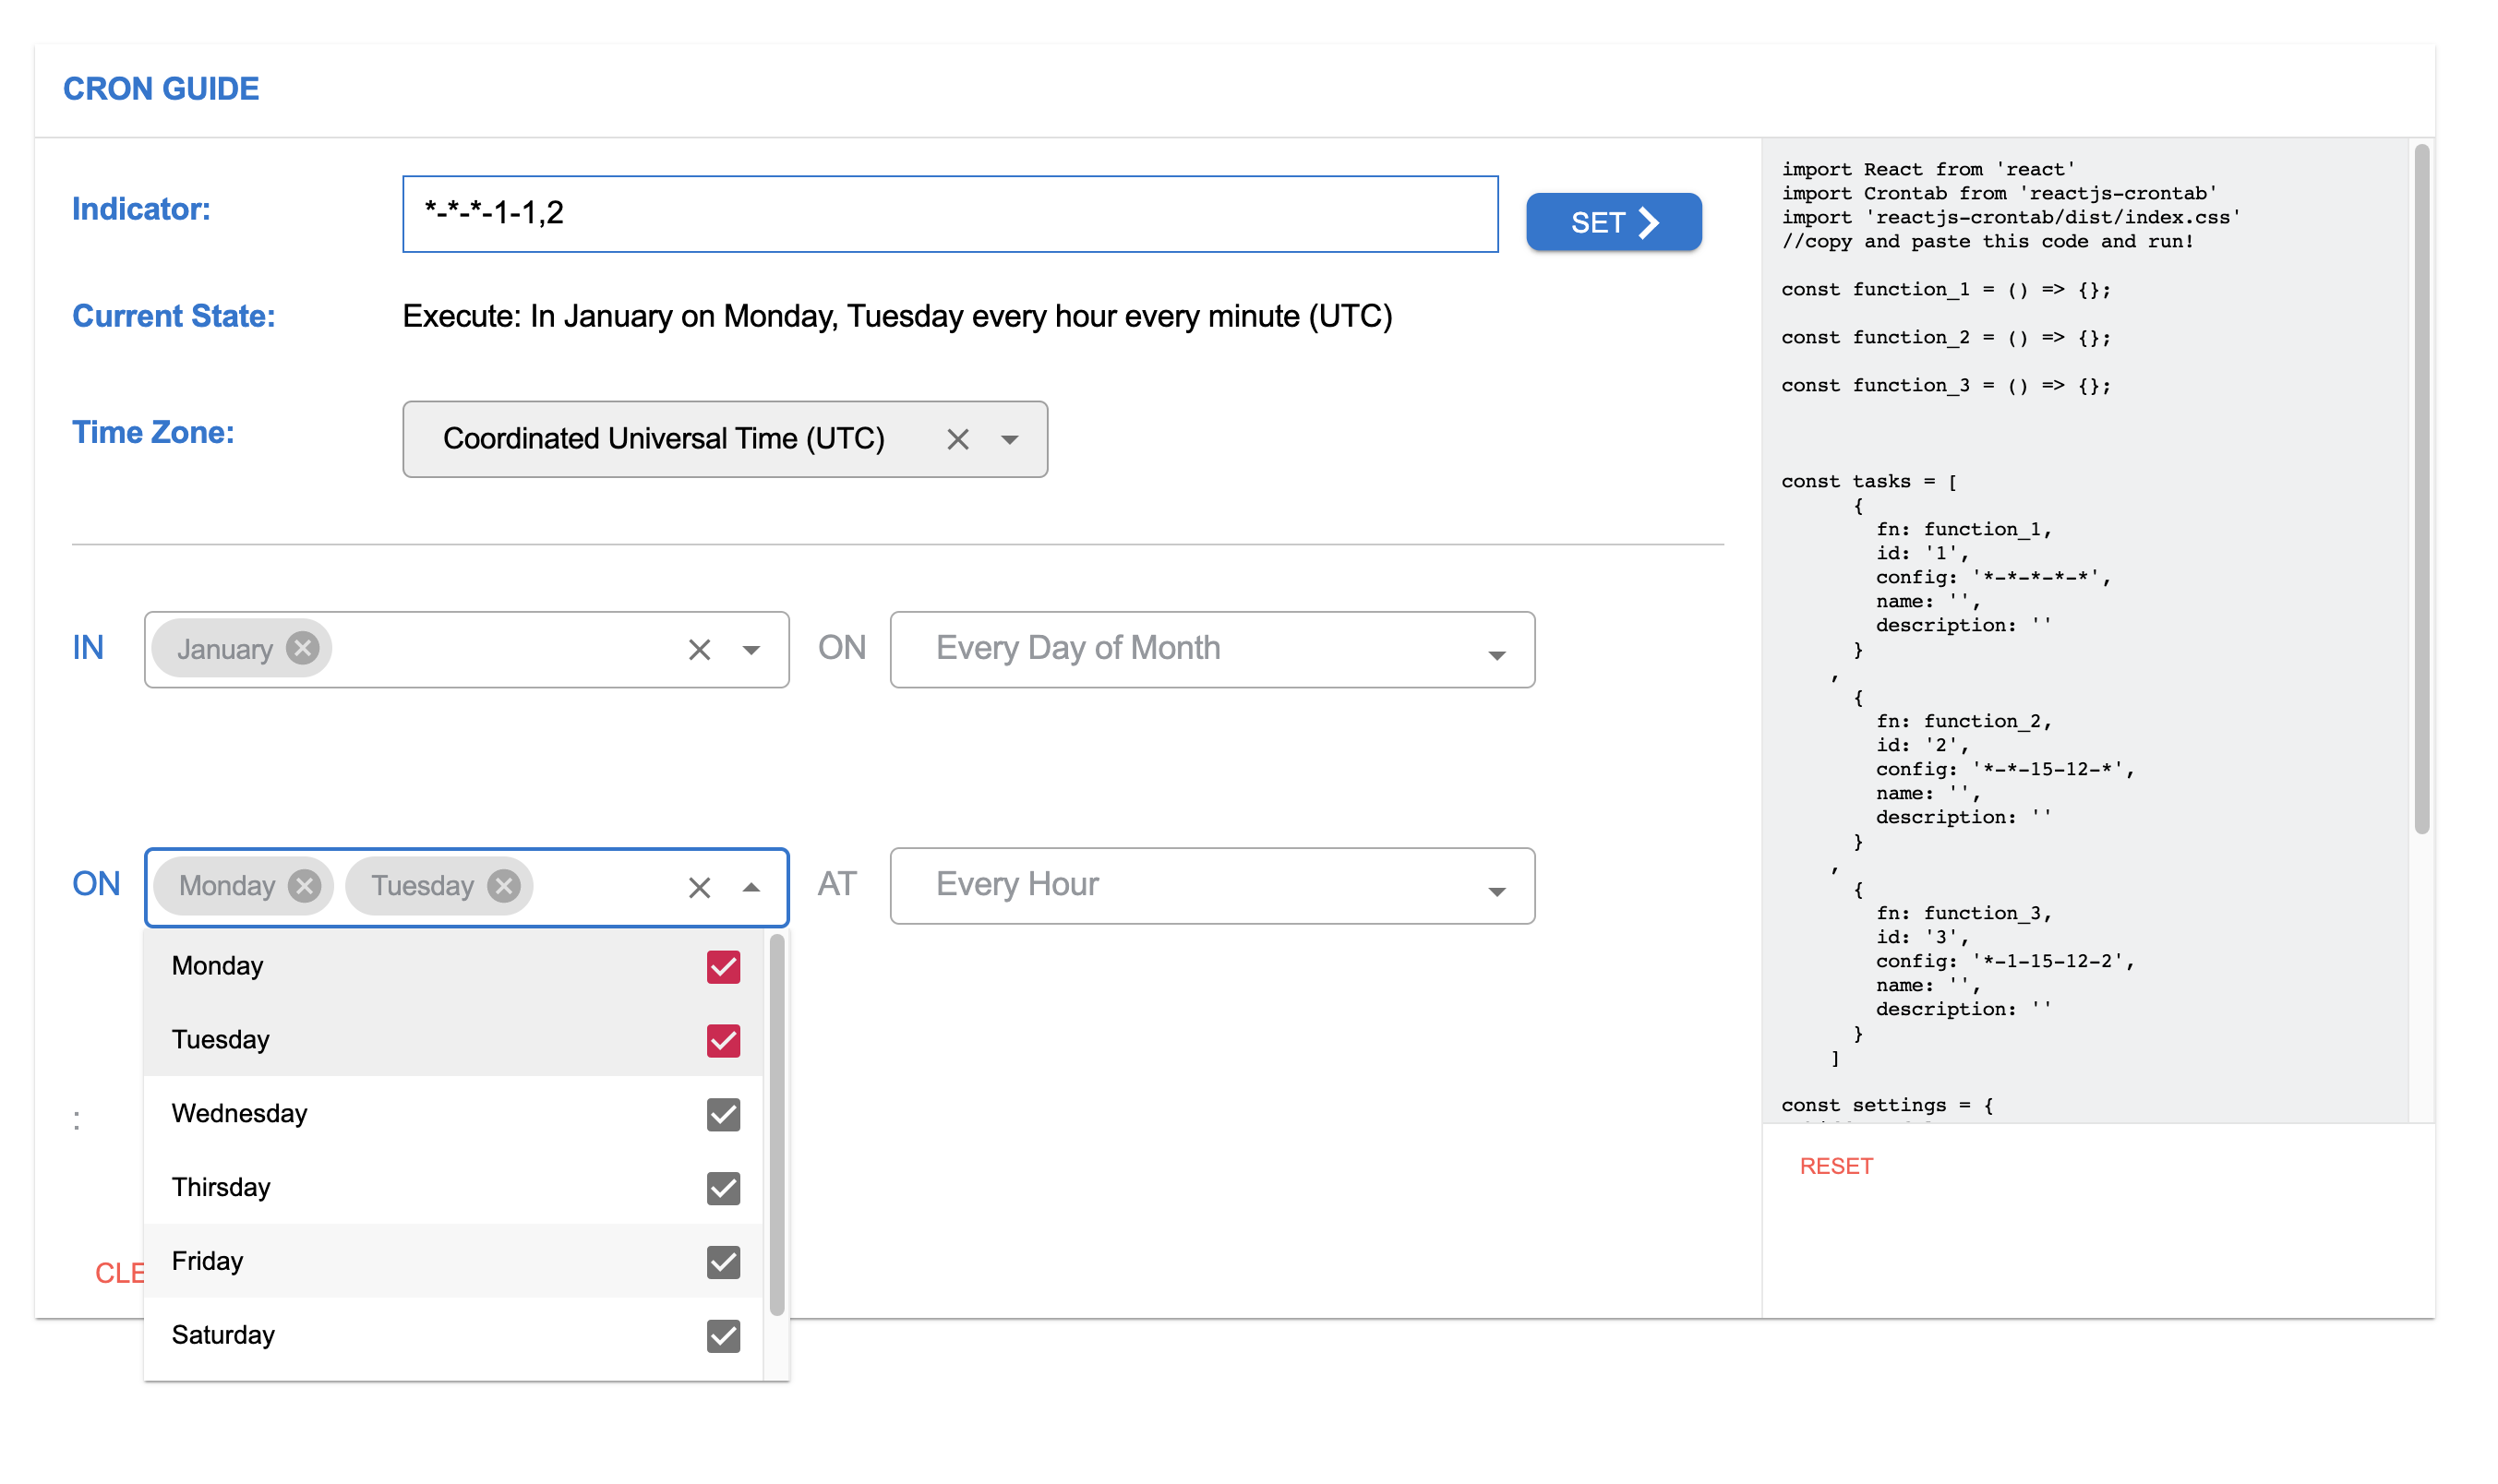 CRON GUIDE
Indicator:
*-*-*-1-1,2
SET
Current State:
Execute: In January on Monday, Tuesday every hour every minute (UTC)
Time Zone:
Coordinated Universal Time (UTC)
IN
January
ON
Every Day of Month
ON
Monday
Tuesday
AT
Every Hour
Monday
Tuesday
Wednesday
Thirsday
Friday
Saturday
:
CLE
import React from 'react'
import Crontab from 'reactjs-crontab'
import 'reactjs-crontab/dist/index.css'
//copy and paste this code and run!
const function_1 = () => {};
const function_2 = () => {};
const function_3 = () => {};
const tasks = [
{
fn: function_1,
id: '1',
config: '*-*-*-*-*',
name: '',
description: ''
}
,
{
fn: function_2,
id: '2',
config: '*-*-15-12-*',
name: '',
description: ''
}
,
{
fn: function_3,
id: '3',
config: '*-1-15-12-2',
name: '',
description: ''
}
]
const settings = {
RESET